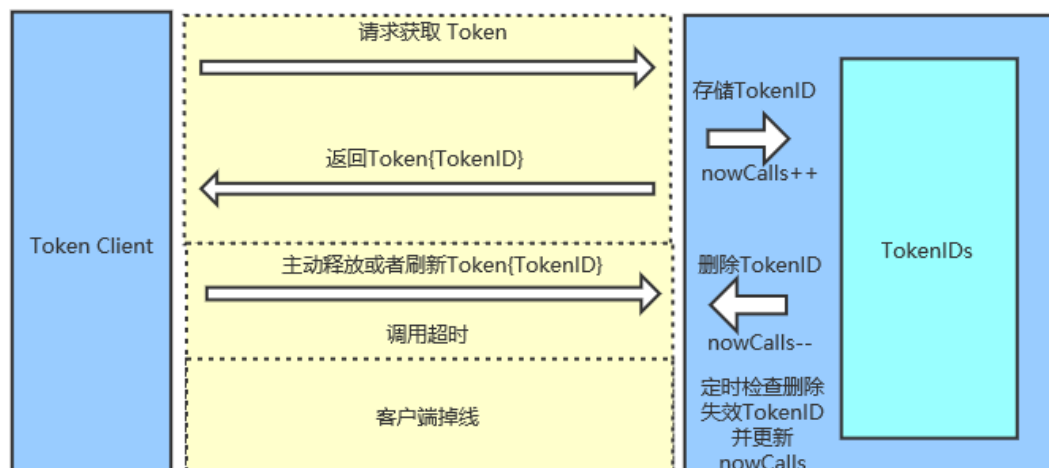 请求获取 Token
存储TokenID
返回Token{TokenID}
nowCalls++
Token Client
TokenIDs
主动释放或者刷新Token{TokenID}
删除TokenID
调用超时
nowCalls--
客户端掉线
定时检查删除
失效TokenID
并更新
nowCalls